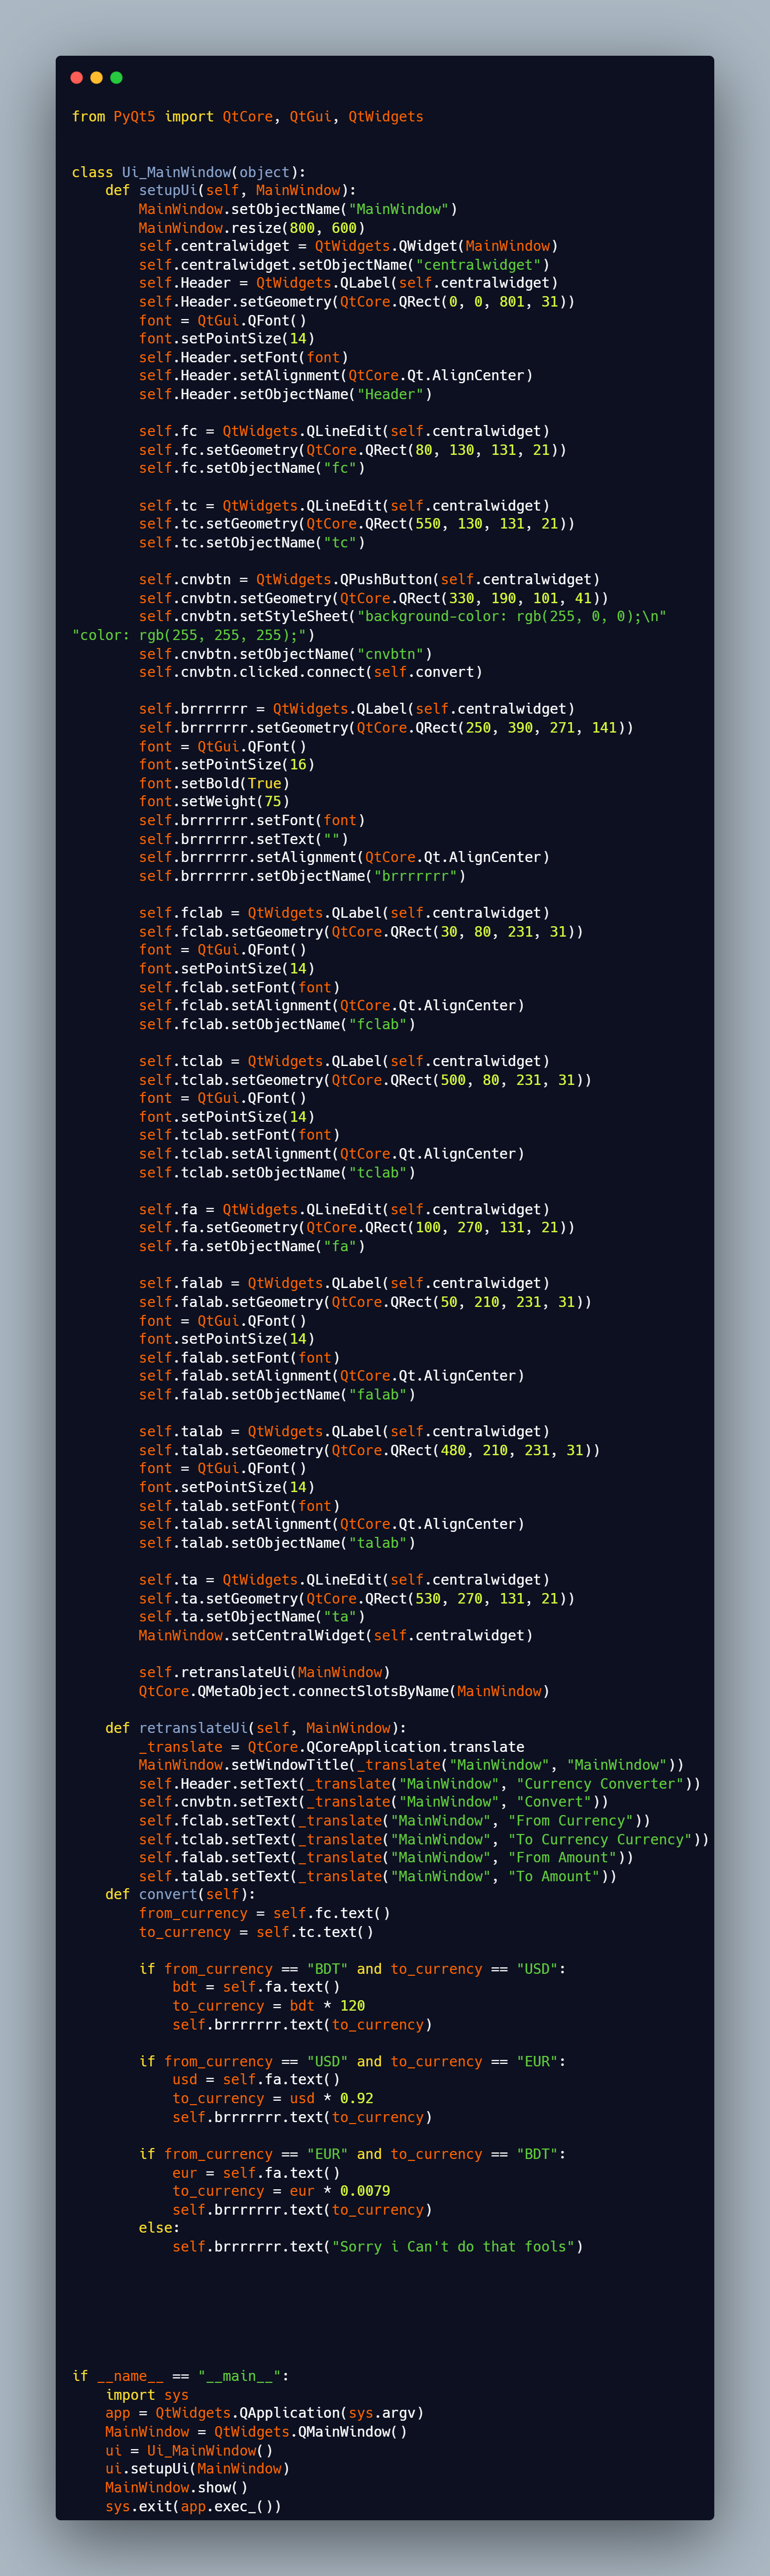 from PyQt5 import QtCore, QtGui, QtWidgets


class Ui_MainWindow(object):
    def setupUi(self, MainWindow):
        MainWindow.setObjectName("MainWindow")
        MainWindow.resize(800, 600)
        self.centralwidget = QtWidgets.QWidget(MainWindow)
        self.centralwidget.setObjectName("centralwidget")
        self.Header = QtWidgets.QLabel(self.centralwidget)
        self.Header.setGeometry(QtCore.QRect(0, 0, 801, 31))
        font = QtGui.QFont()
        font.setPointSize(14)
        self.Header.setFont(font)
        self.Header.setAlignment(QtCore.Qt.AlignCenter)
        self.Header.setObjectName("Header")

        self.fc = QtWidgets.QLineEdit(self.centralwidget)
        self.fc.setGeometry(QtCore.QRect(80, 130, 131, 21))
        self.fc.setObjectName("fc")

        self.tc = QtWidgets.QLineEdit(self.centralwidget)
        self.tc.setGeometry(QtCore.QRect(550, 130, 131, 21))
        self.tc.setObjectName("tc")

        self.cnvbtn = QtWidgets.QPushButton(self.centralwidget)
        self.cnvbtn.setGeometry(QtCore.QRect(330, 190, 101, 41))
        self.cnvbtn.setStyleSheet("background-color: rgb(255, 0, 0);\n"
"color: rgb(255, 255, 255);")
        self.cnvbtn.setObjectName("cnvbtn")
        self.cnvbtn.clicked.connect(self.convert)

        self.brrrrrrr = QtWidgets.QLabel(self.centralwidget)
        self.brrrrrrr.setGeometry(QtCore.QRect(250, 390, 271, 141))
        font = QtGui.QFont()
        font.setPointSize(16)
        font.setBold(True)
        font.setWeight(75)
        self.brrrrrrr.setFont(font)
        self.brrrrrrr.setText("")
        self.brrrrrrr.setAlignment(QtCore.Qt.AlignCenter)
        self.brrrrrrr.setObjectName("brrrrrrr")

        self.fclab = QtWidgets.QLabel(self.centralwidget)
        self.fclab.setGeometry(QtCore.QRect(30, 80, 231, 31))
        font = QtGui.QFont()
        font.setPointSize(14)
        self.fclab.setFont(font)
        self.fclab.setAlignment(QtCore.Qt.AlignCenter)
        self.fclab.setObjectName("fclab")

        self.tclab = QtWidgets.QLabel(self.centralwidget)
        self.tclab.setGeometry(QtCore.QRect(500, 80, 231, 31))
        font = QtGui.QFont()
        font.setPointSize(14)
        self.tclab.setFont(font)
        self.tclab.setAlignment(QtCore.Qt.AlignCenter)
        self.tclab.setObjectName("tclab")

        self.fa = QtWidgets.QLineEdit(self.centralwidget)
        self.fa.setGeometry(QtCore.QRect(100, 270, 131, 21))
        self.fa.setObjectName("fa")

        self.falab = QtWidgets.QLabel(self.centralwidget)
        self.falab.setGeometry(QtCore.QRect(50, 210, 231, 31))
        font = QtGui.QFont()
        font.setPointSize(14)
        self.falab.setFont(font)
        self.falab.setAlignment(QtCore.Qt.AlignCenter)
        self.falab.setObjectName("falab")

        self.talab = QtWidgets.QLabel(self.centralwidget)
        self.talab.setGeometry(QtCore.QRect(480, 210, 231, 31))
        font = QtGui.QFont()
        font.setPointSize(14)
        self.talab.setFont(font)
        self.talab.setAlignment(QtCore.Qt.AlignCenter)
        self.talab.setObjectName("talab")

        self.ta = QtWidgets.QLineEdit(self.centralwidget)
        self.ta.setGeometry(QtCore.QRect(530, 270, 131, 21))
        self.ta.setObjectName("ta")
        MainWindow.setCentralWidget(self.centralwidget)

        self.retranslateUi(MainWindow)
        QtCore.QMetaObject.connectSlotsByName(MainWindow)

    def retranslateUi(self, MainWindow):
        _translate = QtCore.QCoreApplication.translate
        MainWindow.setWindowTitle(_translate("MainWindow", "MainWindow"))
        self.Header.setText(_translate("MainWindow", "Currency Converter"))
        self.cnvbtn.setText(_translate("MainWindow", "Convert"))
        self.fclab.setText(_translate("MainWindow", "From Currency"))
        self.tclab.setText(_translate("MainWindow", "To Currency Currency"))
        self.falab.setText(_translate("MainWindow", "From Amount"))
        self.talab.setText(_translate("MainWindow", "To Amount"))
    def convert(self):
        from_currency = self.fc.text()
        to_currency = self.tc.text()

        if from_currency == "BDT" and to_currency == "USD":
            bdt = self.fa.text()
            to_currency = bdt * 120
            self.brrrrrrr.text(to_currency)

        if from_currency == "USD" and to_currency == "EUR":
            usd = self.fa.text()
            to_currency = usd * 0.92
            self.brrrrrrr.text(to_currency)

        if from_currency == "EUR" and to_currency == "BDT":
            eur = self.fa.text()
            to_currency = eur * 0.0079
            self.brrrrrrr.text(to_currency)
        else:
            self.brrrrrrr.text("Sorry i Can't do that fools")


if __name__ == "__main__":
    import sys
    app = QtWidgets.QApplication(sys.argv)
    MainWindow = QtWidgets.QMainWindow()
    ui = Ui_MainWindow()
    ui.setupUi(MainWindow)
    MainWindow.show()
    sys.exit(app.exec_())